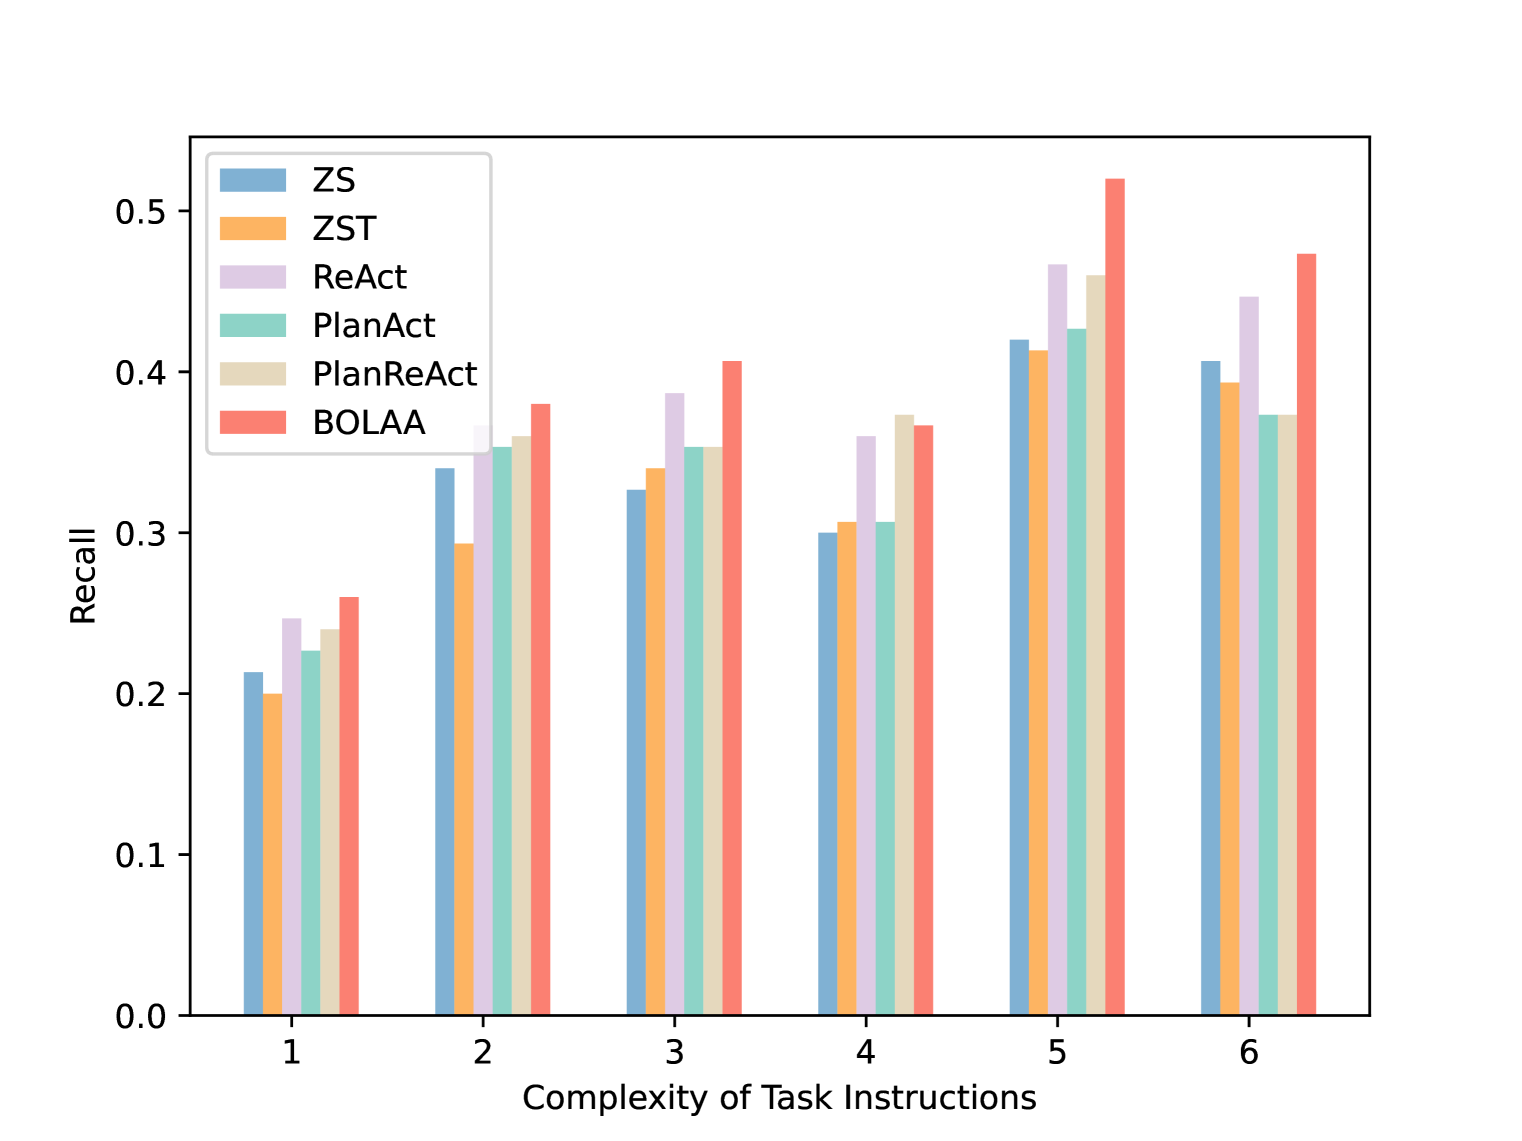 ZS
ZST
ReAct
PlanAct
PlanReAct
BOLAA
0.5
0.4
0.3
0.2
0.1
0.0
Recall
1 2 3 4 5 6
Complexity of Task Instructions